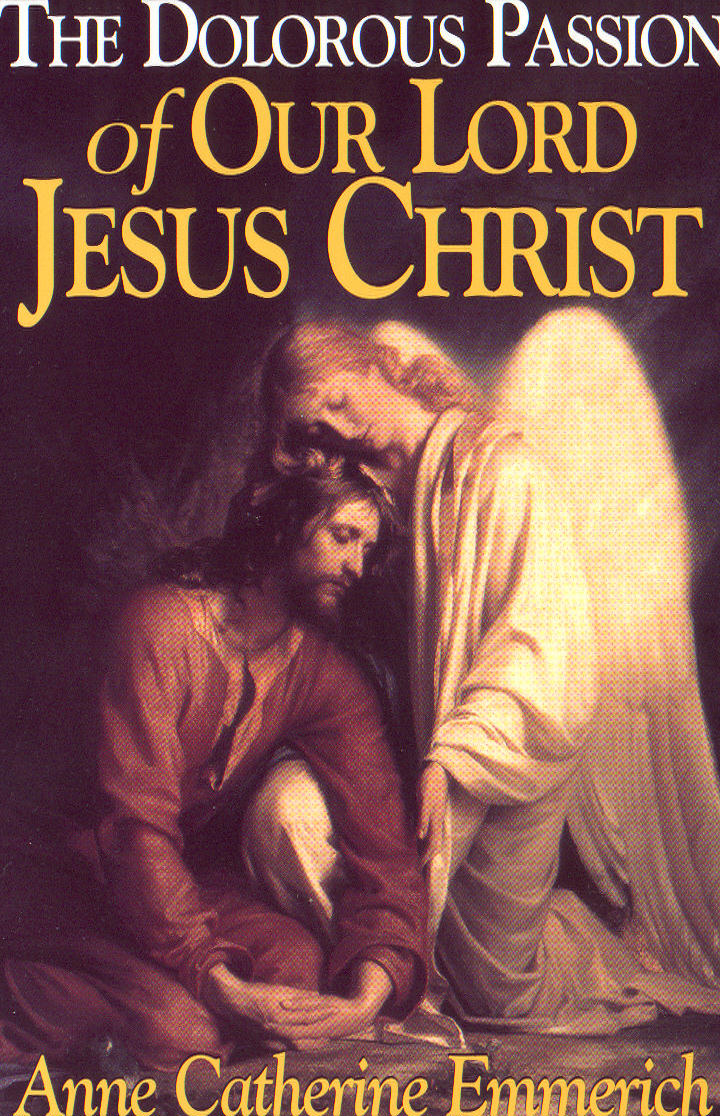 THE DOLOROUS PASSION
of OUR LORD
JESUS CHRIST
Anne Catherine Emmerich